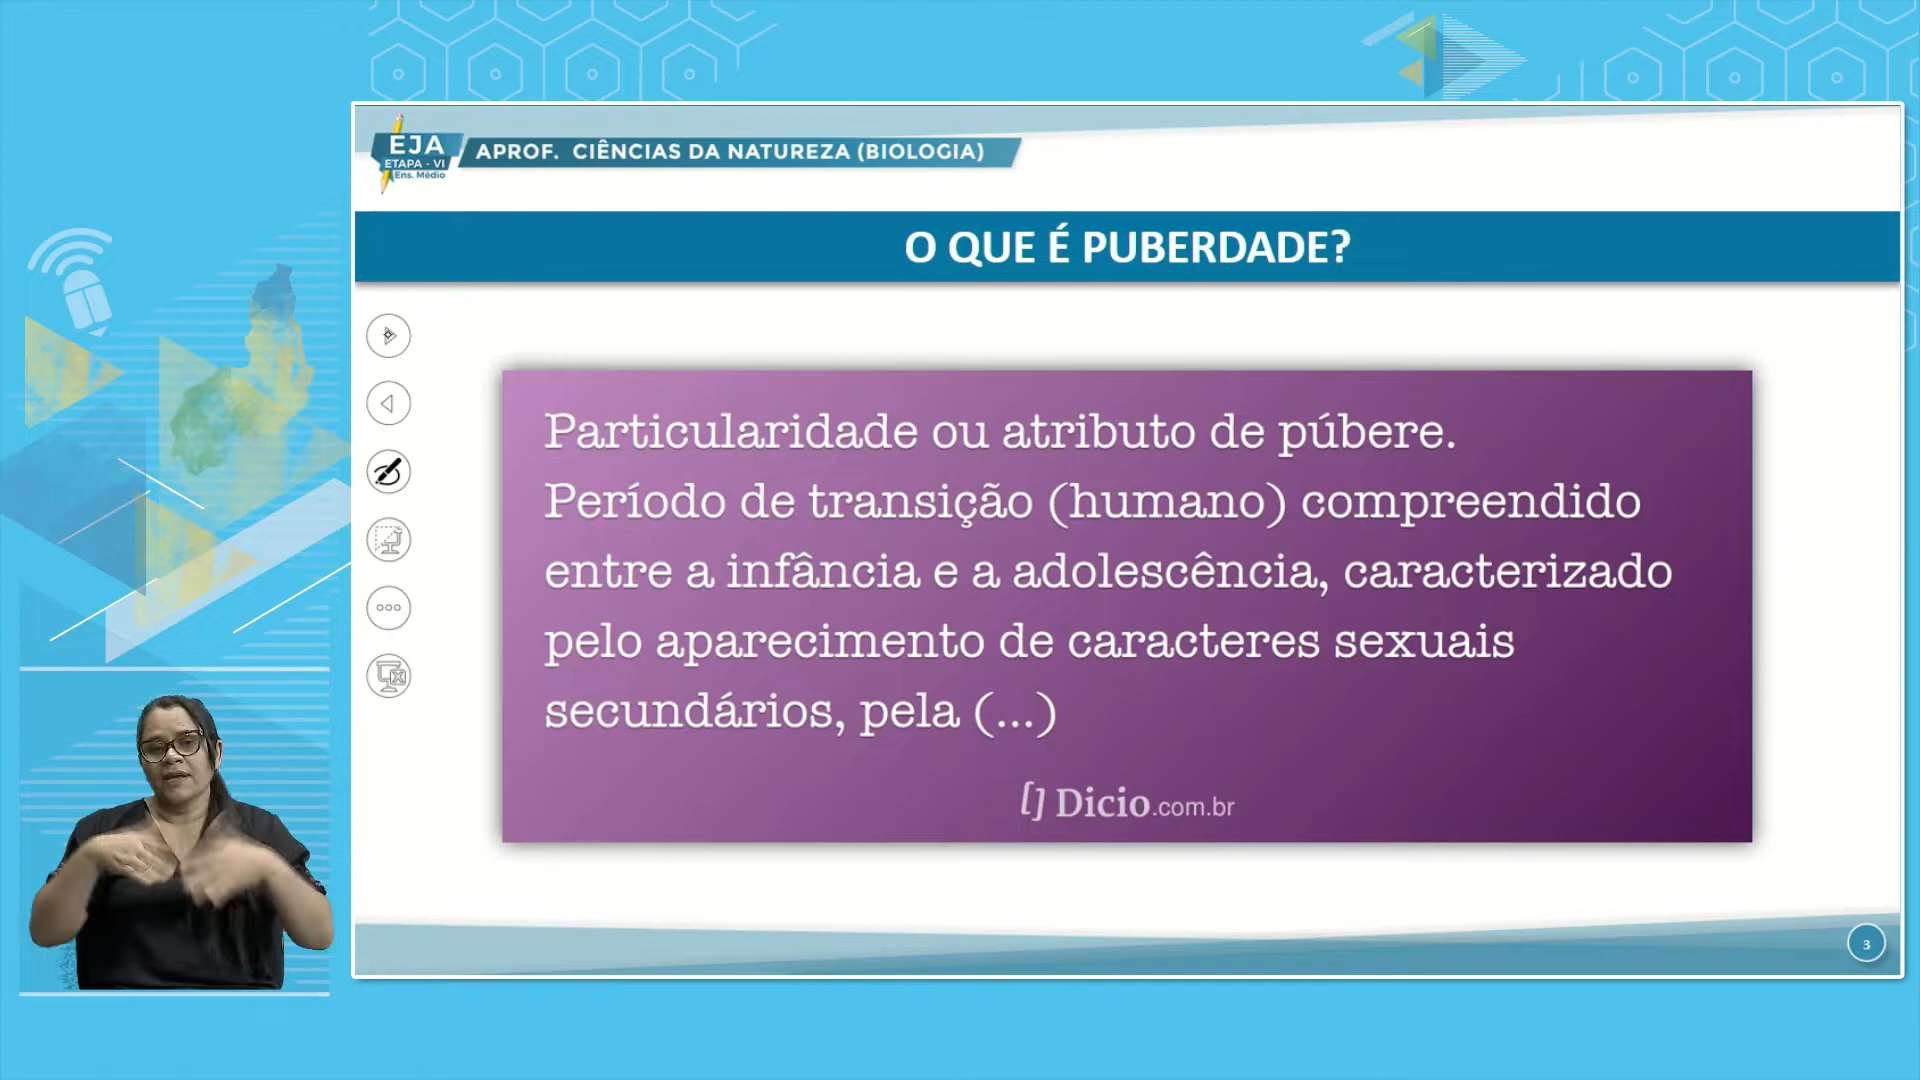 EJA
ETAPA - VI
Ens. Médio
APROF. CIÊNCIAS DA NATUREZA (BIOLOGIA)
O QUE É PUBERDADE?
Particularidade ou atributo de púbere.
Período de transição (humano) compreendido
entre a infância e a adolescência, caracterizado
pelo aparecimento de caracteres sexuais
secundários, pela (...)
Dicio.com.br
3